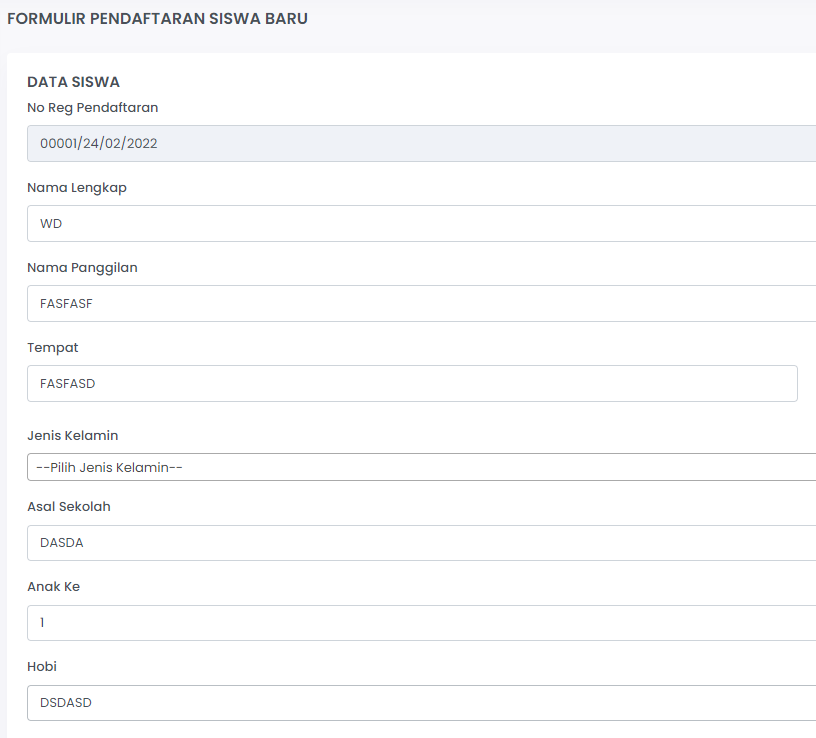 FORMULIR PENDAFTARAN SISWA BARU
DATA SISWA
No Reg Pendaftaran
00001/24/02/2022
Nama Lengkap
WD
Nama Panggilan
FASFASF
Tempat
FASFASD
Jenis Kelamin
--Pilih Jenis Kelamin--
Asal Sekolah
DASDA
Anak Ke
1
Hobi
DSDASD